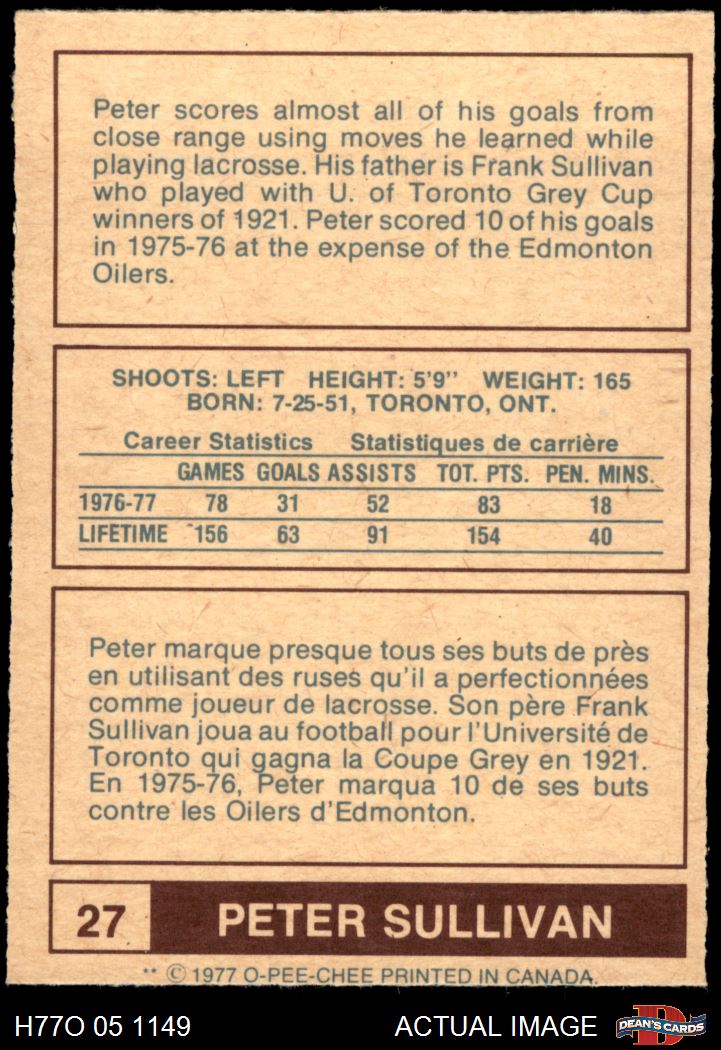 Peter scores almost all of his goals from
close range using moves he learned while
playing lacrosse. His father is Frank Sullivan
who played with U. of Toronto Grey Cup
winners of 1921. Peter scored 10 of his goals
in 1975-76 at the expense of the Edmonton
Oilers.
SHOOTS: LEFT HEIGHT: 5'9'' WEIGHT: 165
BORN: 7-25-51, TORONTO, ONT.
Career Statistics Statistiques de carrière
GAMES GOALS ASSISTS TOT. PTS. PEN. MINS.
1976-77 78 31 52 83 18
LIFETIME 156 63 91 154 40
Peter marque presque tous ses buts de près
en utilisant des ruses qu'il a perfectionnées
comme joueur de lacrosse. Son père Frank
Sullivan joua au football pour l'Université de
Toronto qui gagna la Coupe Grey en 1921.
En 1975-76, Peter marqua 10 de ses buts
contre les Oilers d'Edmonton.
27 PETER SULLIVAN
** © 1977 O-PEE-CHEE PRINTED IN CANADA.
H77O 05 1149 ACTUAL IMAGE D DEAN'S CARDS